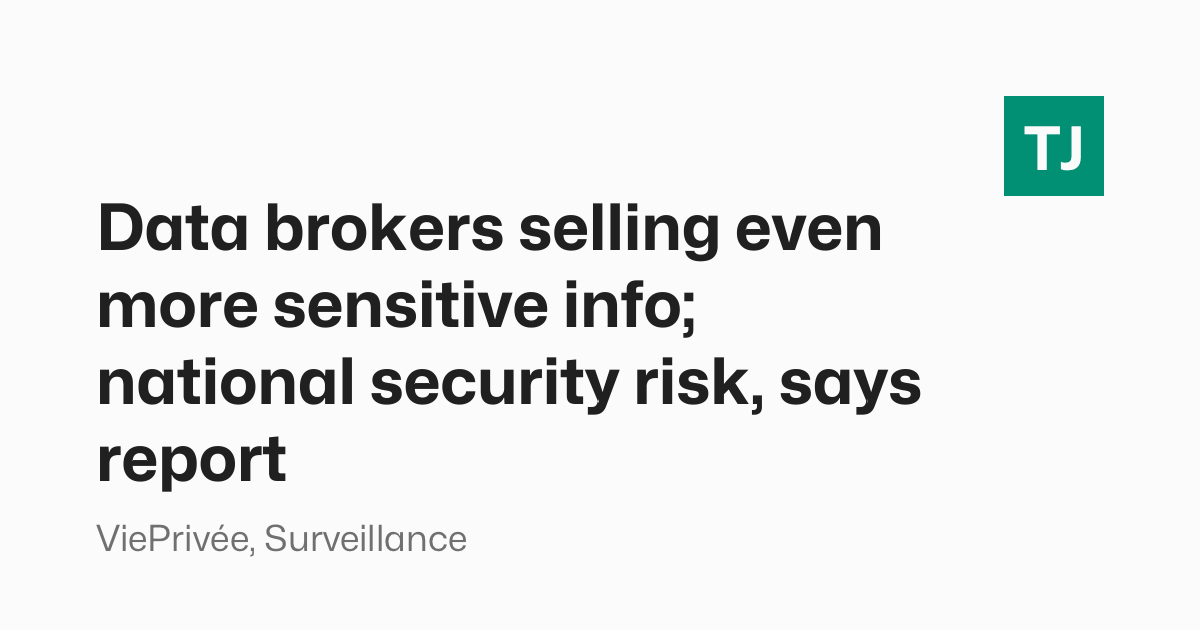 TJ
Data brokers selling even
more sensitive info;
national security risk, says
report
ViePrivée, Surveillance